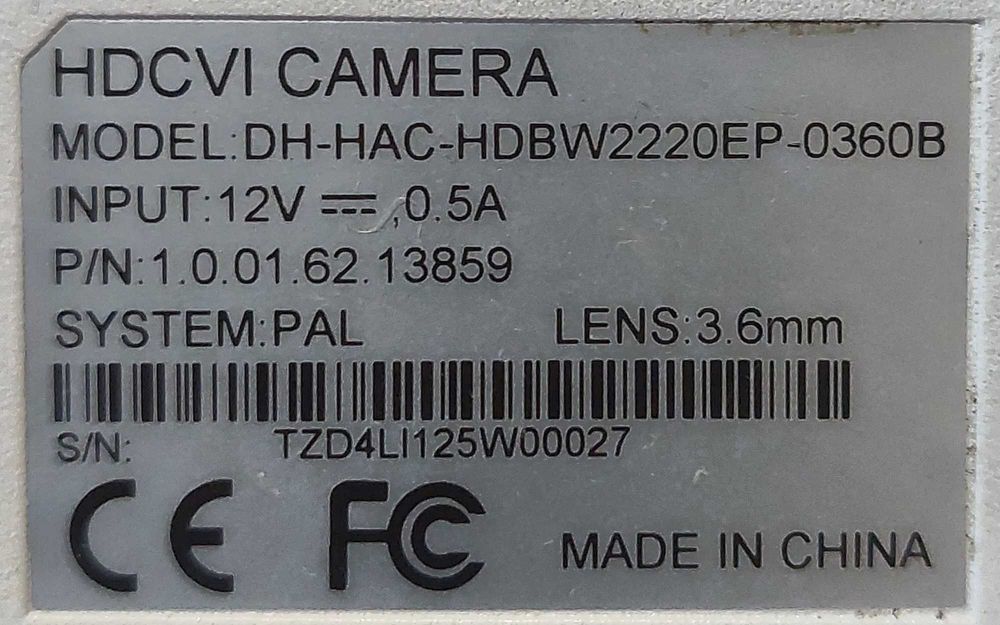 HDCVI CAMERA
MODEL:DH-HAC-HDBW2220EP-0360B
INPUT:12V ⎓ ,0.5A
P/N:1.0.01.62.13859
SYSTEM:PAL LENS:3.6mm
S/N: TZD4LI125W00027
CE FC MADE IN CHINA